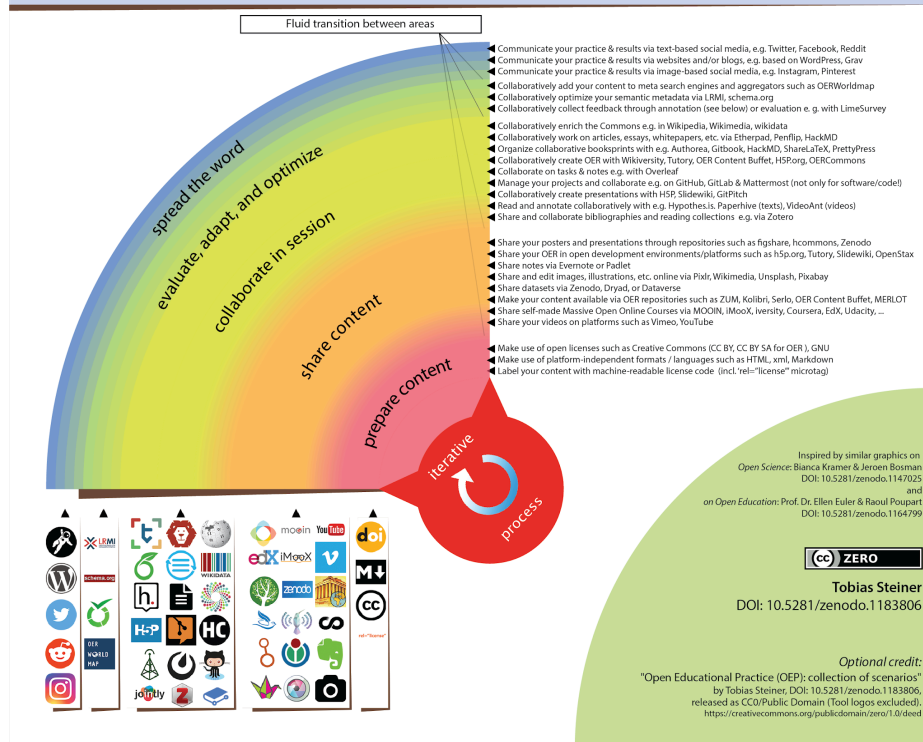 Fluid transition between areas
Communicate your practice & results via text-based social media, e.g. Twitter, Facebook, Reddit
Communicate your practice & results via websites and/or blogs, e.g. based on WordPress, Grav
Communicate your practice & results via image-based social media, e.g. Instagram, Pinterest
Collaboratively add your content to meta search engines and aggregators such as OERWorldmap
Collaboratively optimize your semantic metadata via LRMI, schema.org
Collaboratively collect feedback through annotation (see below) or evaluation e. g. with LimeSurvey
Collaboratively enrich the Commons e.g. in Wikipedia, Wikimedia, wikidata
Collaboratively work on articles, essays, whitepapers, etc. via Etherpad, Penflip, HackMD
Organize collaborative booksprints with e.g. Authorea, Gitbook, HackMD, ShareLaTeX, PrettyPress
Collaboratively create OER with Wikiversity, Tutory, OER Content Buffet, H5P.org, OERCommons
Collaborate on tasks & notes e.g. with Overleaf
Manage your projects and collaborate e.g. on GitHub, GitLab & Mattermost (not only for software/code!)
Collaboratively create presentations with H5P, Slidewiki, GitPitch
Read and annotate collaboratively with e.g. Hypothes.is. Paperhive (texts), VideoAnt (videos)
Share and collaborate bibliographies and reading collections e.g. via Zotero
Share your posters and presentations through repositories such as figshare, hcommons, Zenodo
Share your OER in open development environments/platforms such as h5p.org, Tutory, Slidewiki, OpenStax
Share notes via Evernote or Padlet
Share and edit images, illustrations, etc. online via Pixlr, Wikimedia, Unsplash, Pixabay
Share datasets via Zenodo, Dryad, or Dataverse
Make your content available via OER repositories such as ZUM, Kolibri, Serlo, OER Content Buffet, MERLOT
Share self-made Massive Open Online Courses via MOOIN, iMooX, iversity, Coursera, EdX, Udacity, ...
Share your videos on platforms such as Vimeo, YouTube
Make use of open licenses such as Creative Commons (CC BY, CC BY SA for OER ), GNU
Make use of platform-independent formats / languages such as HTML, xml, Markdown
Label your content with machine-readable license code (incl. 'rel="license"' microtag)
spread the word
evaluate, adapt, and optimize
collaborate in session
share content
prepare content
iterative
process
LRMI
schema.org
OER
WORLD
MAP
t
WIKIDATA
h.
H5P
HC
jointly
Z
mooin
YouTube
edX
iMooX
zenodo
doi
M
cc
rel="license"
Inspired by similar graphics on
Open Science: Bianca Kramer & Jeroen Bosman
DOI: 10.5281/zenodo.1147025
and
on Open Education: Prof. Dr. Ellen Euler & Raoul Poupart
DOI: 10.5281/zenodo.1164799
cc ZERO
Tobias Steiner
DOI: 10.5281/zenodo.1183806
Optional credit:
"Open Educational Practice (OEP): collection of scenarios"
by Tobias Steiner, DOI: 10.5281/zenodo.1183806,
released as CC0/Public Domain (Tool logos excluded).
https://creativecommons.org/publicdomain/zero/1.0/deed